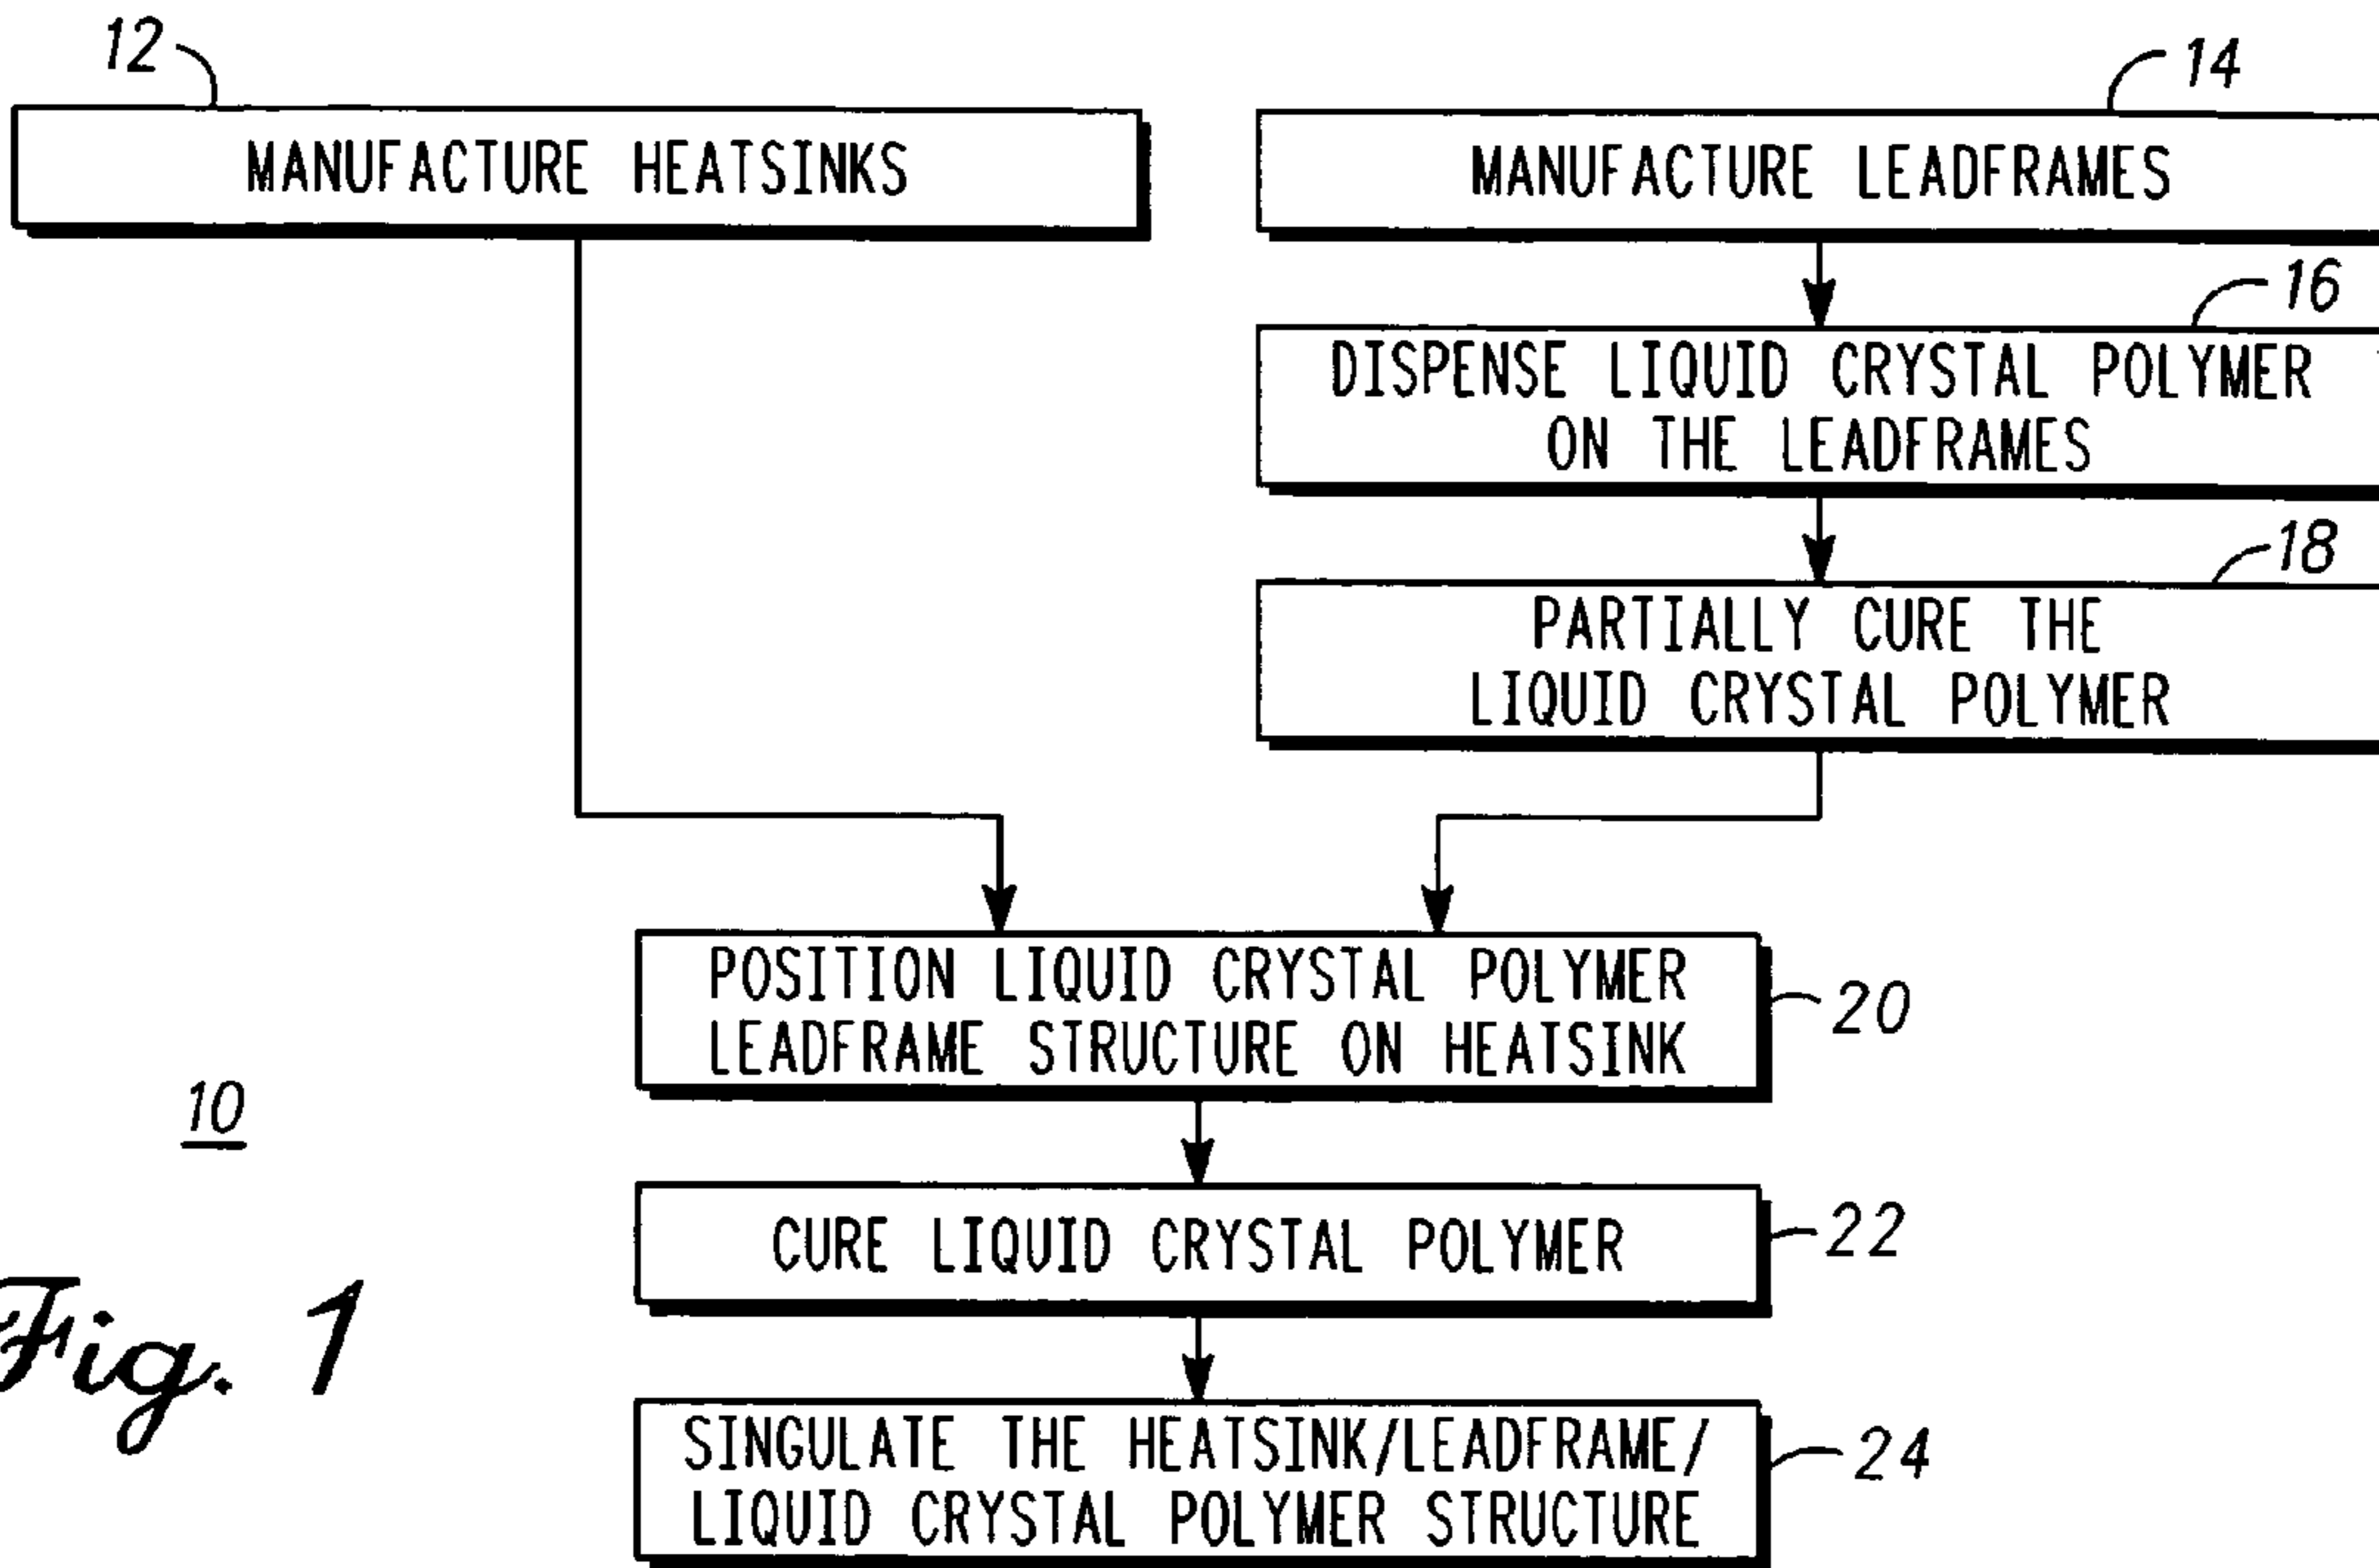 12
MANUFACTURE HEATSINKS
14
MANUFACTURE LEADFRAMES
16
DISPENSE LIQUID CRYSTAL POLYMER
ON THE LEADFRAMES
18
PARTIALLY CURE THE
LIQUID CRYSTAL POLYMER
POSITION LIQUID CRYSTAL POLYMER
LEADFRAME STRUCTURE ON HEATSINK
20
10
CURE LIQUID CRYSTAL POLYMER
22
Fig. 1
SINGULATE THE HEATSINK/LEADFRAME/
LIQUID CRYSTAL POLYMER STRUCTURE
24